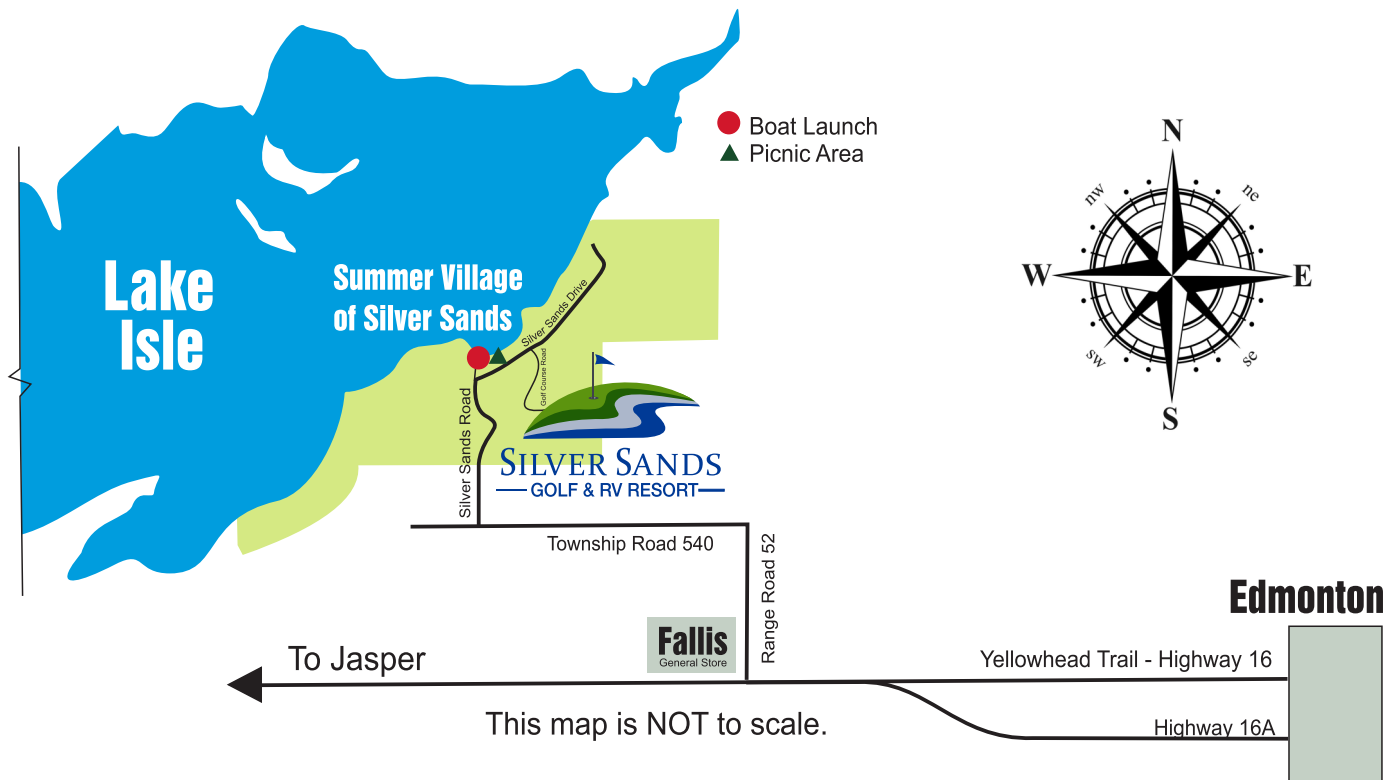 Boat Launch
Picnic Area
N
nw
ne
W
E
sw
se
S
Lake
Isle
Summer Village
of Silver Sands
Silver Sands Drive
Golf Course Road
Silver Sands Road
SILVER SANDS
GOLF & RV RESORT
Township Road 540
Range Road 52
Fallis
General Store
Edmonton
To Jasper
Yellowhead Trail - Highway 16
This map is NOT to scale.
Highway 16A